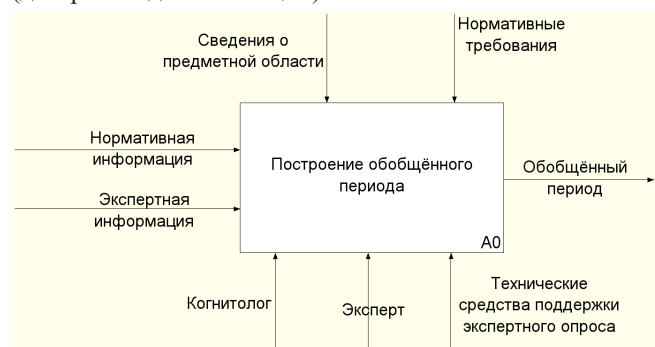 Сведения о
предметной области
Нормативные
требования
Нормативная
информация
Экспертная
информация
Построение обобщённого
периода
A0
Обобщённый
период
Когнитолог
Эксперт
Технические
средства поддержки
экспертного опроса